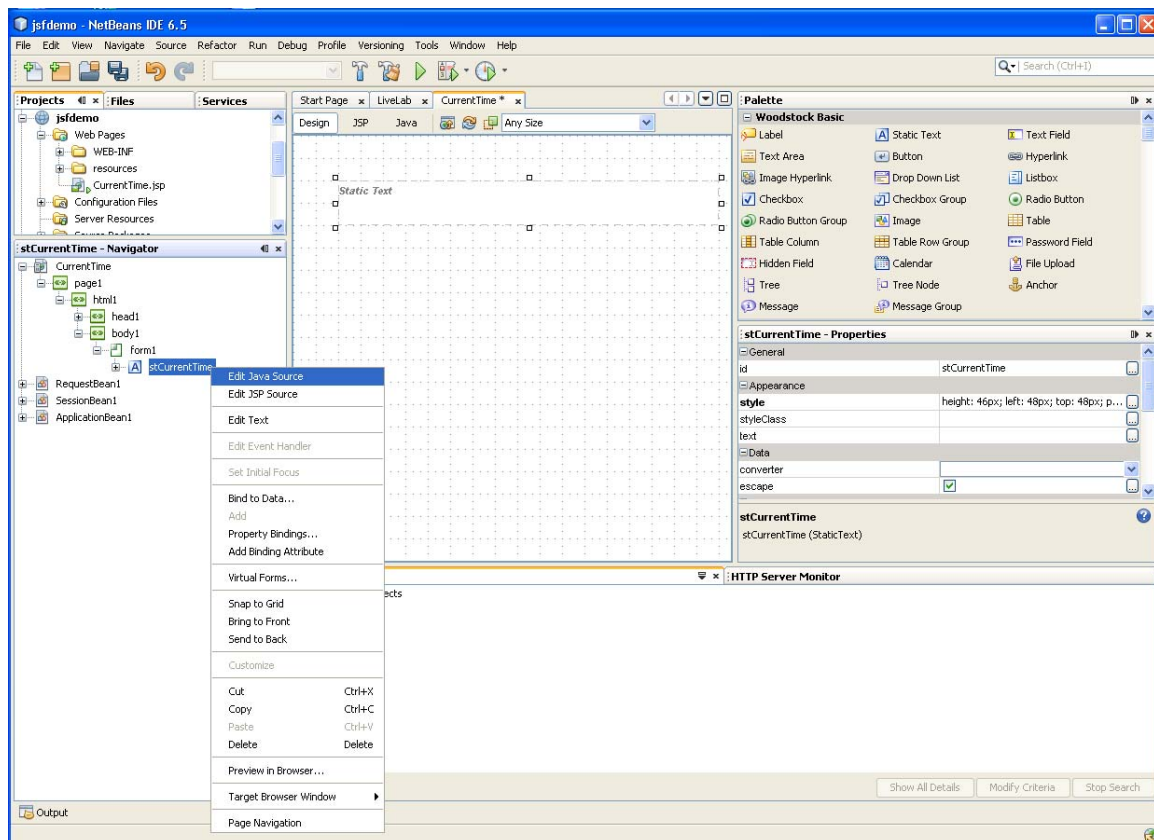 jsfdemo - NetBeans IDE 6.5
File Edit View Navigate Source Refactor Run Debug Profile Versioning Tools Window Help
Search (Ctrl+I)
Projects Files Services
jsfdemo
Web Pages
WEB-INF
resources
CurrentTime.jsp
Configuration Files
Server Resources
Source Packages
stCurrentTime - Navigator
CurrentTime
page1
html1
head1
body1
form1
stCurrentTime
RequestBean1
SessionBean1
ApplicationBean1
Edit Java Source
Edit JSP Source
Edit Text
Edit Event Handler
Set Initial Focus
Bind to Data...
Add
Property Bindings...
Add Binding Attribute
Virtual Forms...
Snap to Grid
Bring to Front
Send to Back
Customize
Cut Ctrl+X
Copy Ctrl+C
Paste Ctrl+V
Delete Delete
Preview in Browser...
Target Browser Window
Page Navigation
Start Page LiveLab CurrentTime *
Design JSP Java Any Size
Static Text
Palette
Woodstock Basic
Label Static Text Text Field
Text Area Button Hyperlink
Image Hyperlink Drop Down List Listbox
Checkbox Checkbox Group Radio Button
Radio Button Group Image Table
Table Column Table Row Group Password Field
Hidden Field Calendar File Upload
Tree Tree Node Anchor
Message Message Group
stCurrentTime - Properties
General
id stCurrentTime
Appearance
style height: 46px; left: 48px; top: 48px; p...
styleClass
text
Data
converter
escape
stCurrentTime
stCurrentTime (StaticText)
HTTP Server Monitor
ects
Show All Details Modify Criteria Stop Search
Output